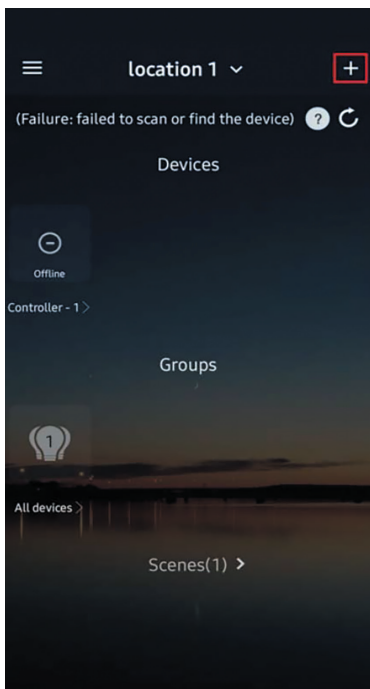 location 1
(Failure: failed to scan or find the device) ?
Devices
Offline
Controller - 1 >
Groups
1
All devices >
Scenes(1) >